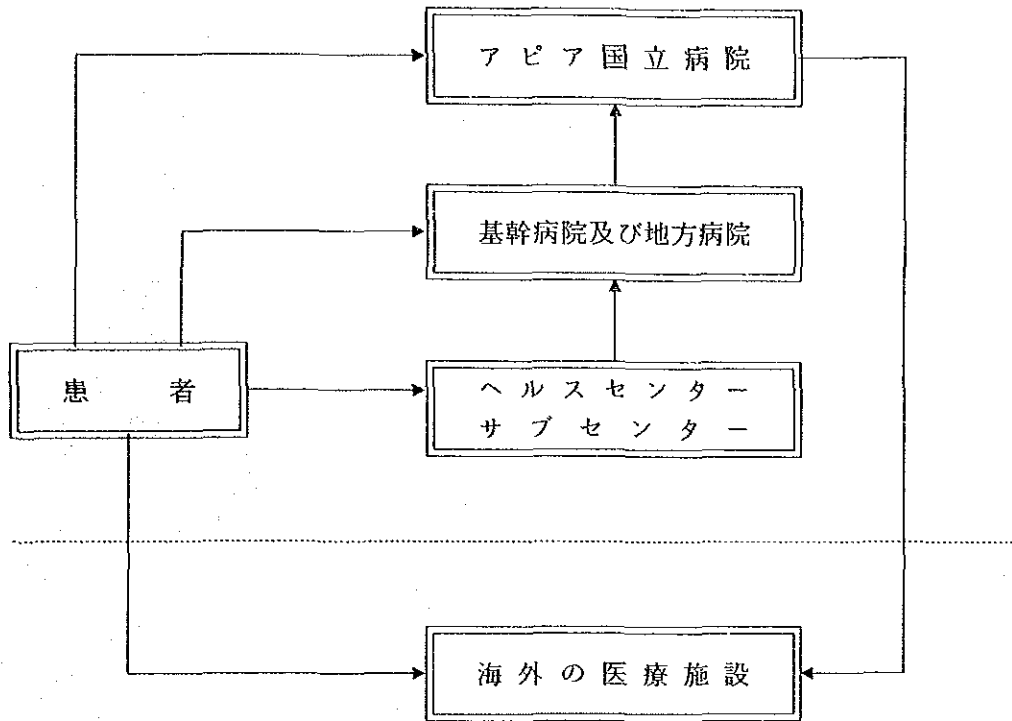 アピア国立病院
基幹病院及び地方病院
患者
ヘルスセンター
サブセンター
海外の医療施設